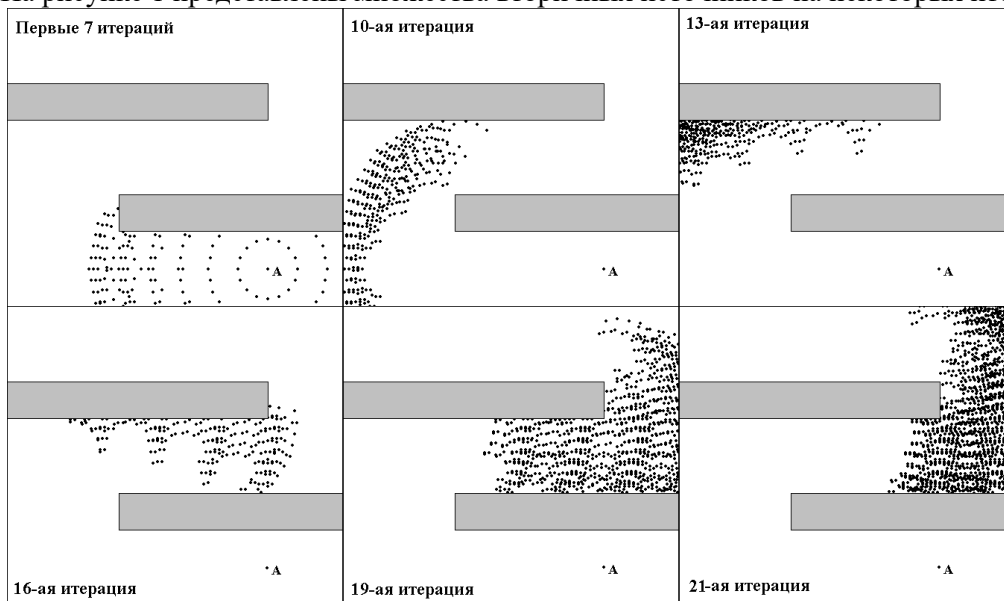 Первые 7 итераций
10-ая итерация
13-ая итерация
A
A
A
16-ая итерация
A
19-ая итерация
A
21-ая итерация
A